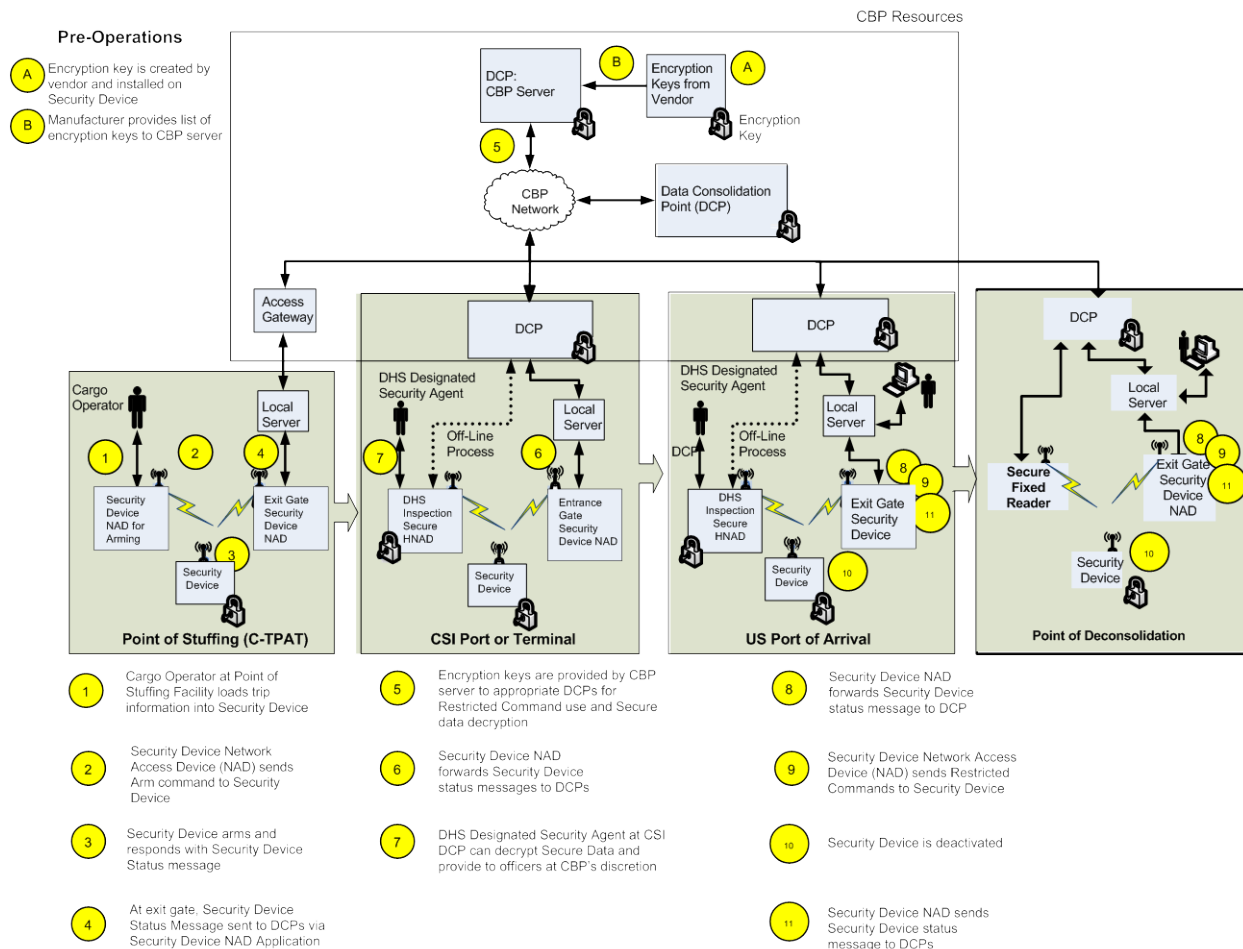 CBP Resources
Pre-Operations
A
Encryption key is created by
vendor and installed on
Security Device
B
Manufacturer provides list of
encryption keys to CBP server
DCP:
CBP Server
B
Encryption
Keys from
Vendor
A
Encryption
Key
5
CBP
Network
Data Consolidation
Point (DCP)
Access
Gateway
Cargo
Operator
Local
Server
1
2
4
Security
Device
NAD for
Arming
Exit Gate
Security
Device
NAD
3
Security
Device
Point of Stuffing (C-TPAT)
DCP
DHS Designated
Security Agent
Local
Server
Off-Line
Process
7
6
DHS
Inspection
Secure
HNAD
Entrance
Gate
Security
Device NAD
Security
Device
CSI Port or Terminal
DCP
DHS Designated
Security Agent
Local
Server
DCP
Off-Line
Process
8
9
11
DHS
Inspection
Secure
HNAD
Exit Gate
Security
Device
Security
Device
10
US Port of Arrival
DCP
Local
Server
8
9
11
Secure
Fixed
Reader
Exit Gate
Security
Device
NAD
10
Security
Device
Point of Deconsolidation
1
Cargo Operator at Point of
Stuffing Facility loads trip
information into Security Device
2
Security Device Network
Access Device (NAD) sends
Arm command to Security
Device
3
Security Device arms and
responds with Security Device
Status message
4
At exit gate, Security Device
Status Message sent to DCPs via
Security Device NAD Application
5
Encryption keys are provided by CBP
server to appropriate DCPs for
Restricted Command use and Secure
data decryption
6
Security Device NAD
forwards Security Device
status messages to DCPs
7
DHS Designated Security Agent at CSI
DCP can decrypt Secure Data and
provide to officers at CBP's discretion
8
Security Device NAD
forwards Security Device
status message to DCP
9
Security Device Network Access
Device (NAD) sends Restricted
Commands to Security Device
10
Security Device is deactivated
11
Security Device NAD sends
Security Device status
message to DCPs